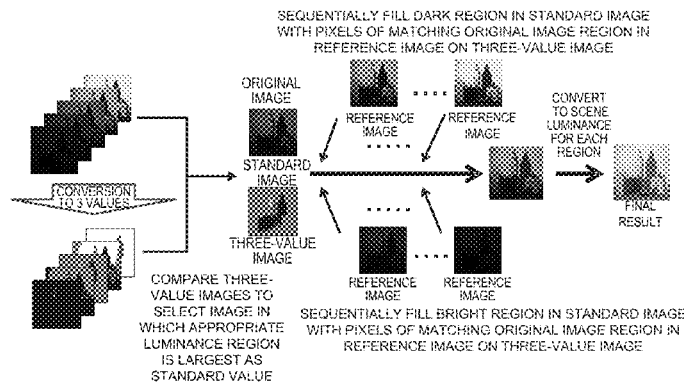 SEQUENTIALLY FILL DARK REGION IN STANDARD IMAGE
WITH PIXELS OF MATCHING ORIGINAL IMAGE REGION IN
REFERENCE IMAGE ON THREE-VALUE IMAGE
ORIGINAL
IMAGE
REFERENCE
IMAGE
REFERENCE
IMAGE
CONVERT
TO SCENE
LUMINANCE
FOR EACH
REGION
STANDARD
IMAGE
CONVERSION
TO 3 VALUES
THREE-VALUE
IMAGE
FINAL
RESULT
REFERENCE
IMAGE
REFERENCE
IMAGE
COMPARE THREE-
VALUE IMAGES TO
SELECT IMAGE IN
WHICH APPROPRIATE
LUMINANCE REGION
IS LARGEST AS
STANDARD VALUE
SEQUENTIALLY FILL BRIGHT REGION IN STANDARD IMAGE
WITH PIXELS OF MATCHING ORIGINAL IMAGE REGION IN
REFERENCE IMAGE ON THREE-VALUE IMAGE